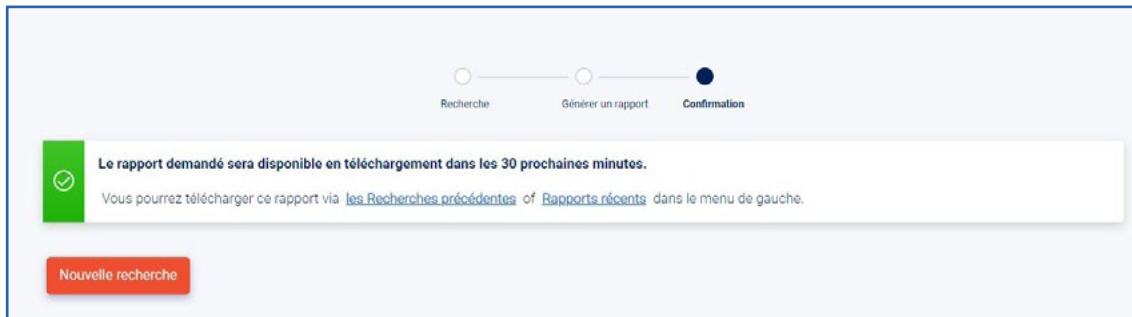 Recherche Générer un rapport Confirmation
Le rapport demandé sera disponible en téléchargement dans les 30 prochaines minutes.
Vous pourrez télécharger ce rapport via les Recherches précédentes of Rapports récents dans le menu de gauche.
Nouvelle recherche